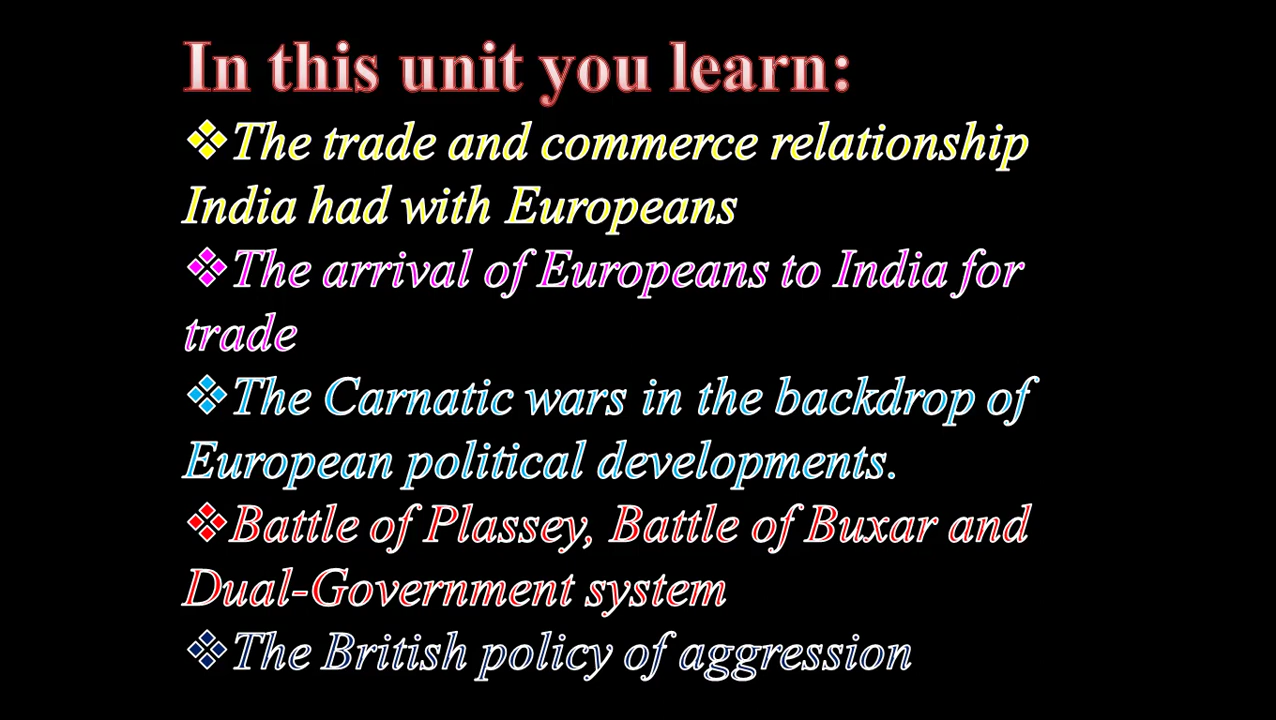 In this unit you learn:
❖The trade and commerce relationship
India had with Europeans
❖The arrival of Europeans to India for
trade
❖The Carnatic wars in the backdrop of
European political developments.
❖Battle of Plassey, Battle of Buxar and
Dual-Government system
❖The British policy of aggression